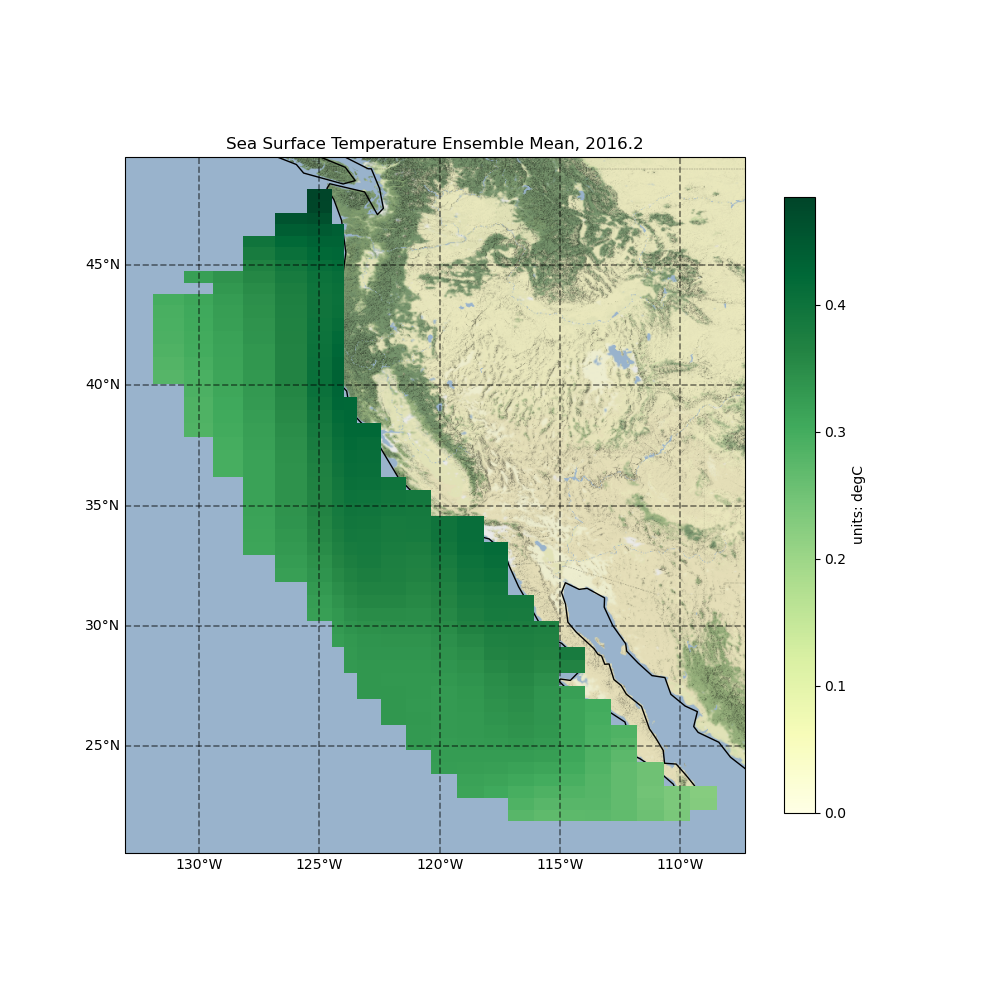 Sea Surface Temperature Ensemble Mean, 2016.2
45°N
40°N
35°N
30°N
25°N
130°W
125°W
120°W
115°W
110°W
0.4
0.3
0.2
0.1
0.0
units: degC